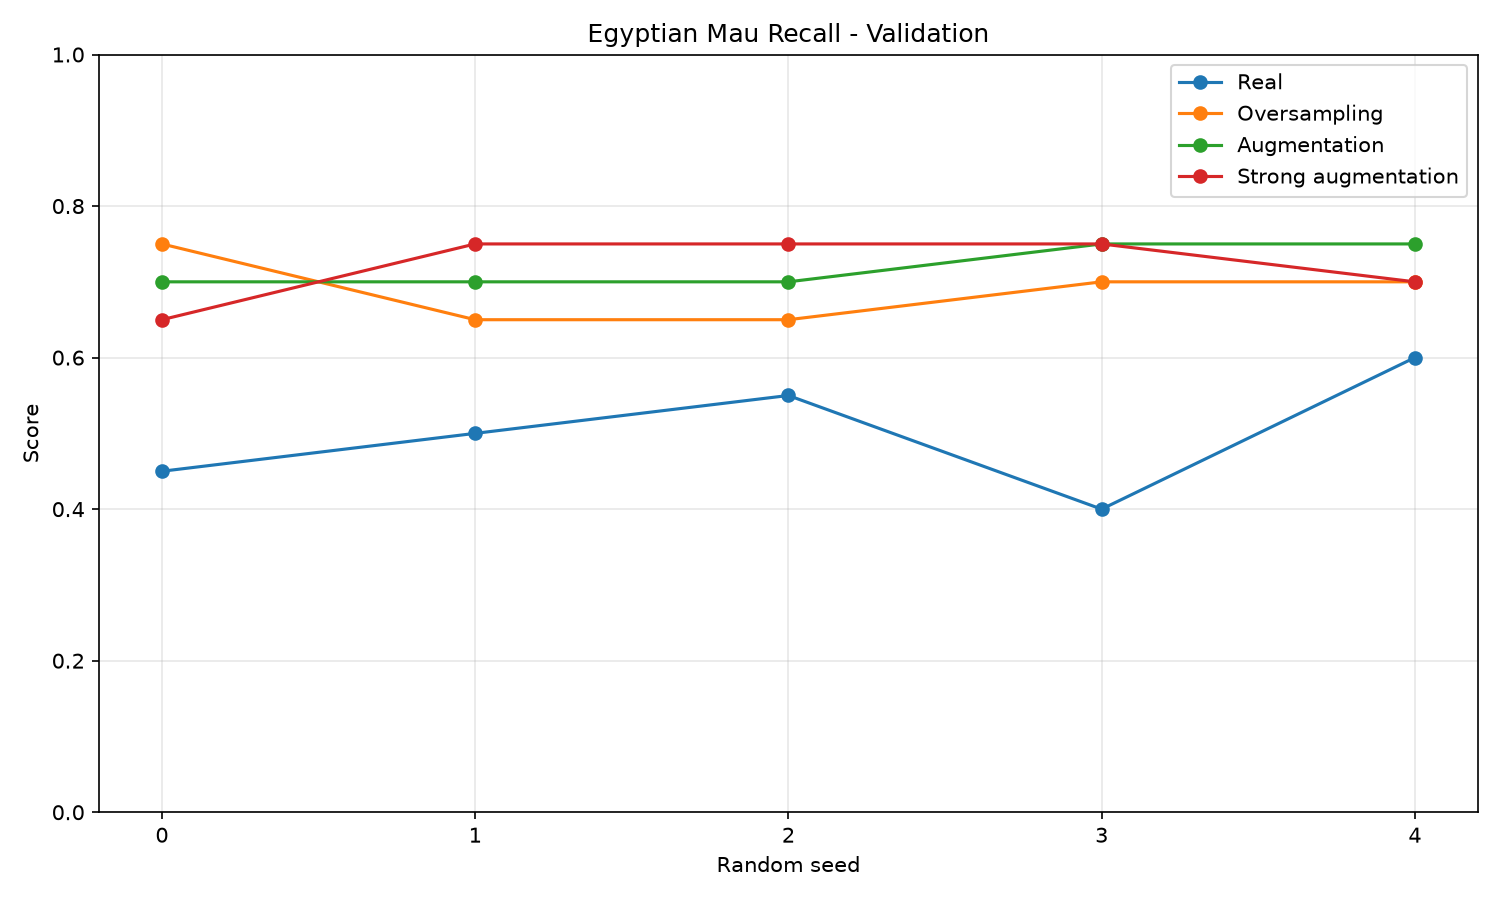 Egyptian Mau Recall - Validation
1.0
0.8
0.6
0.4
0.2
0.0
Score
Real
Oversampling
Augmentation
Strong augmentation
0
1
2
3
4
Random seed